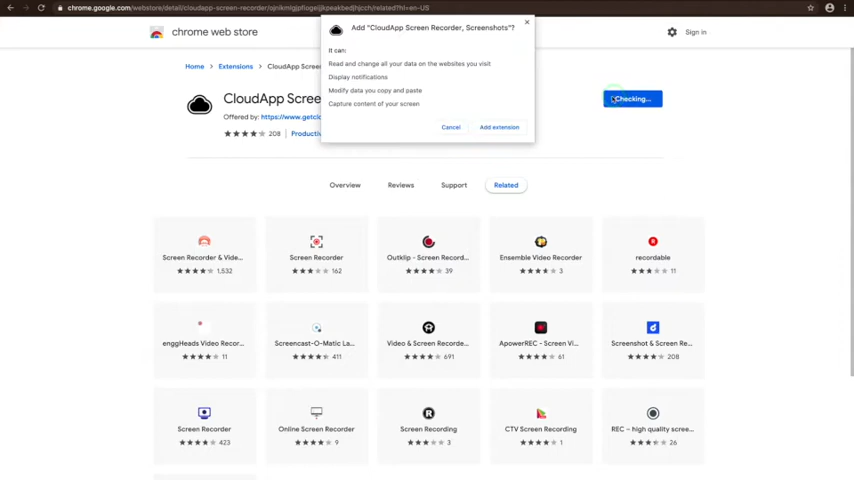 chrome.google.com/webstore/detail/cloudapp-screen-recorder/ojnikmlgjpfiogeijjkpeakbedjhjcch/related?hl=en-US
chrome web store
Sign in
Home
Extensions
CloudApp Screen
Add "CloudApp Screen Recorder, Screenshots"?
It can:
Read and change all your data on the websites you visit
Display notifications
Modify data you copy and paste
Capture content of your screen
Cancel
Add extension
CloudApp Scree
Checking...
Offered by: https://www.getclo
208
Productiv
Overview
Reviews
Support
Related
Screen Recorder & Vide...
Screen Recorder
Outklip - Screen Record...
Ensemble Video Recorder
recordable
1,532
162
39
3
11
enggHeads Video Recor...
Screencast-O-Matic La...
Video & Screen Recorde...
ApowerREC - Screen Vi...
Screenshot & Screen Re...
11
411
691
61
208
Screen Recorder
Online Screen Recorder
Screen Recording
CTV Screen Recording
REC – high quality scree...
423
9
3
1
26